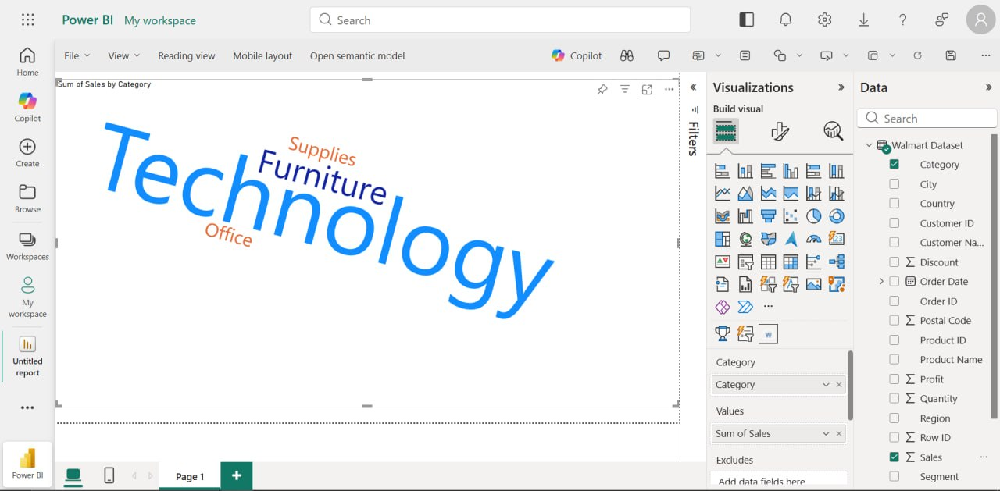 Power BI My workspace Search
File View Reading view Mobile layout Open semantic model Copilot
Home
Copilot
Create
Browse
Workspaces
My
workspace
Untitled
report
Power BI
Sum of Sales by Category
Supplies
Furniture
Technology
Office
Page 1
Filters
Visualizations
Build visual
123
W
Category
Category
Values
Sum of Sales
Excludes
Add data fields here
Data
Search
Walmart Dataset
Category
City
Country
Customer ID
Customer Na...
Discount
Order Date
Order ID
Postal Code
Product ID
Product Name
Profit
Quantity
Region
Row ID
Sales
Segment